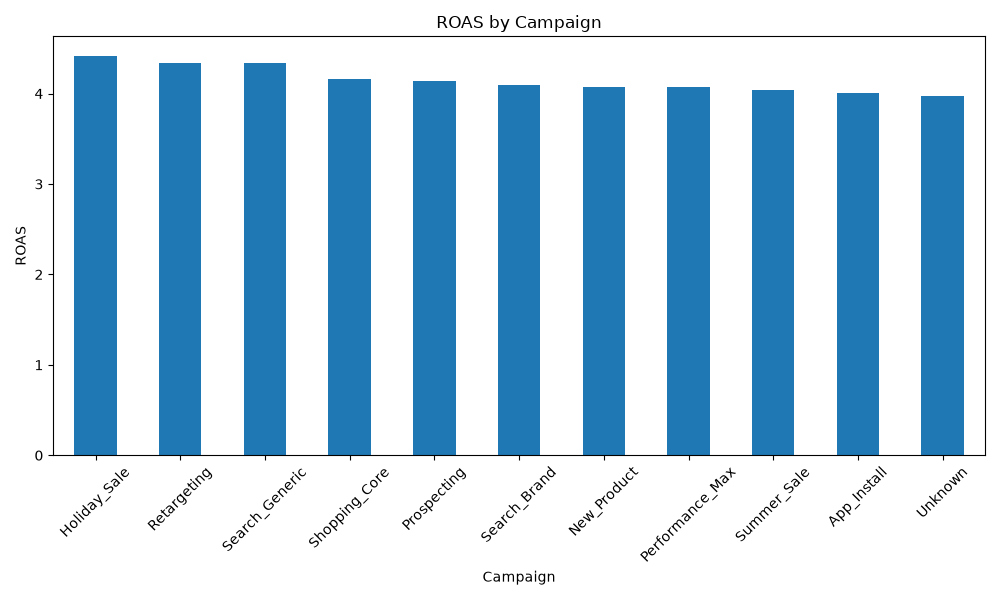 ROAS by Campaign
ROAS
4
3
2
1
0
Holiday_Sale
Retargeting
Search_Generic
Shopping_Core
Prospecting
Search_Brand
New_Product
Performance_Max
Summer_Sale
App_Install
Unknown
Campaign